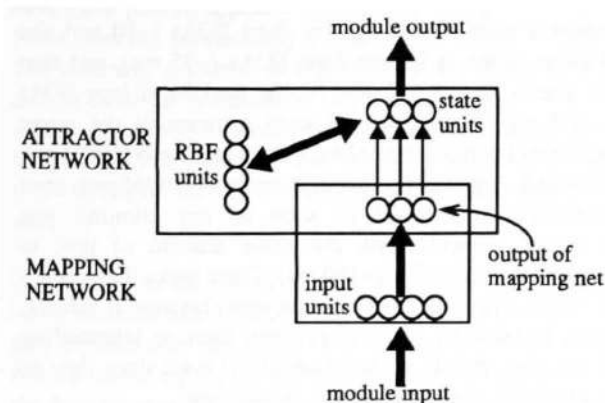 module output
ATTRACTOR
NETWORK
RBF
units
state
units
MAPPING
NETWORK
input
units
output of
mapping net
module input